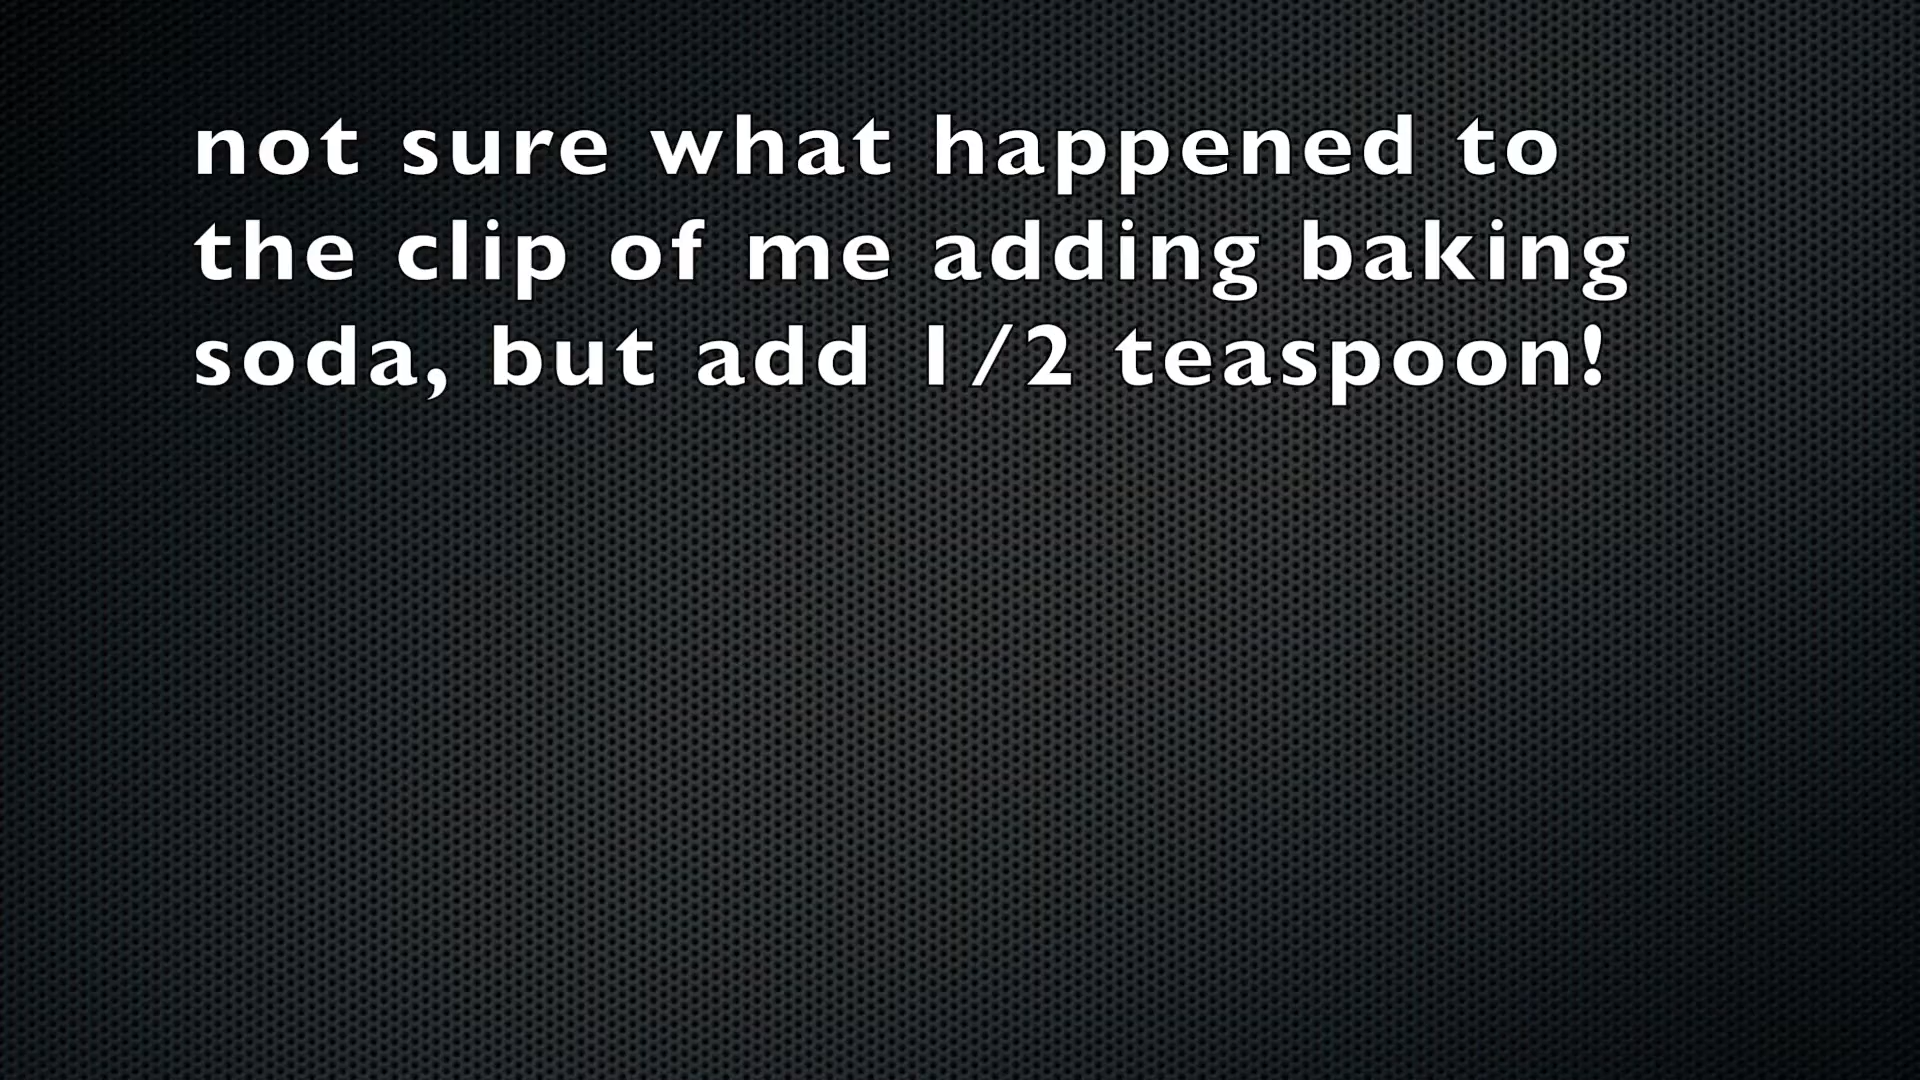 not sure what happened to
the clip of me adding baking
soda, but add 1/2 teaspoon!